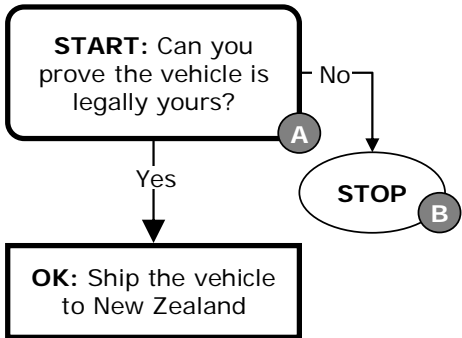 START: Can you
prove the vehicle is
legally yours?
No
A
Yes
STOP
B
OK: Ship the vehicle
to New Zealand